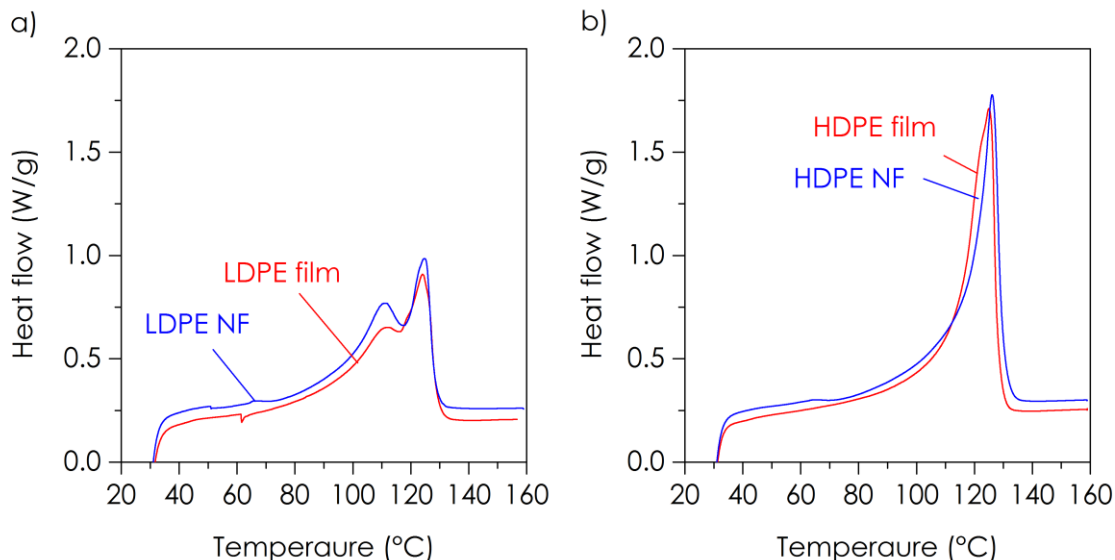 a)
2.0
1.5
1.0
0.5
0.0
Heat flow (W/g)
LDPE film
LDPE NF
20 40 60 80 100 120 140 160
Temperaure (°C)
b)
2.0
1.5
1.0
0.5
0.0
Heat flow (W/g)
HDPE film
HDPE NF
20 40 60 80 100 120 140 160
Temperaure (°C)